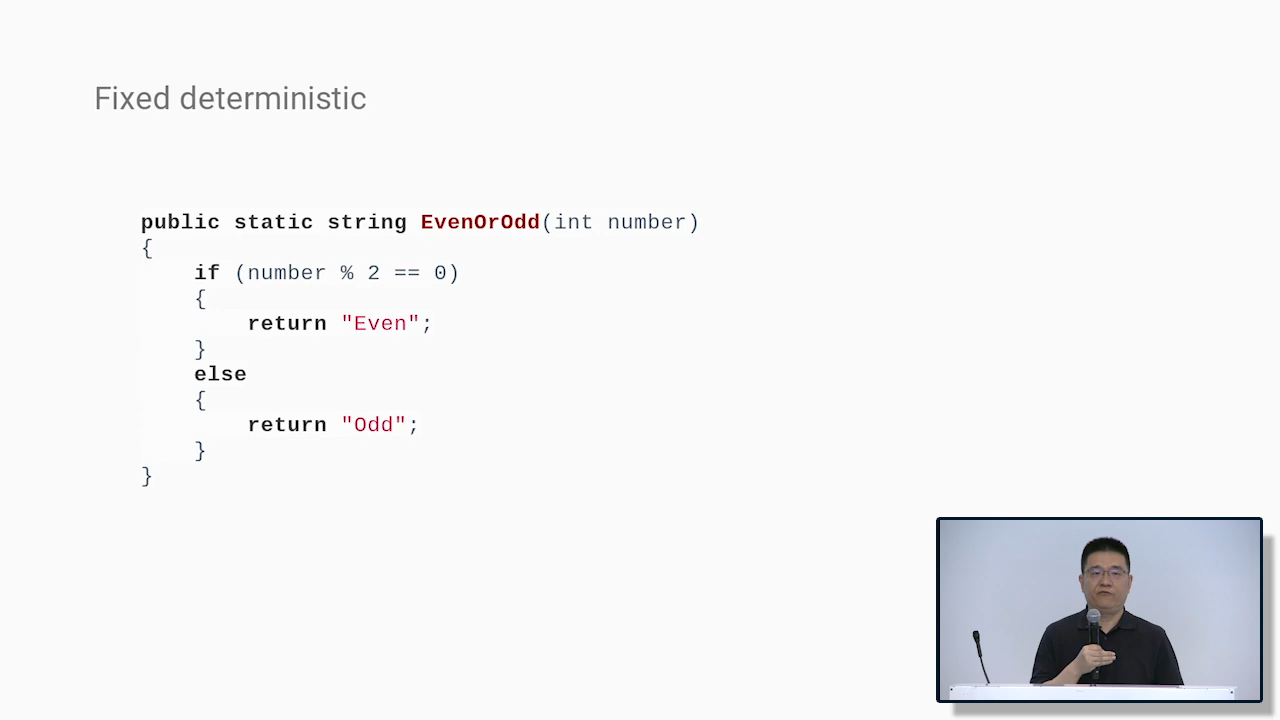 Fixed deterministic
public static string EvenOrOdd(int number)
{
    if (number % 2 == 0)
    {
        return "Even";
    }
    else
    {
        return "Odd";
    }
}